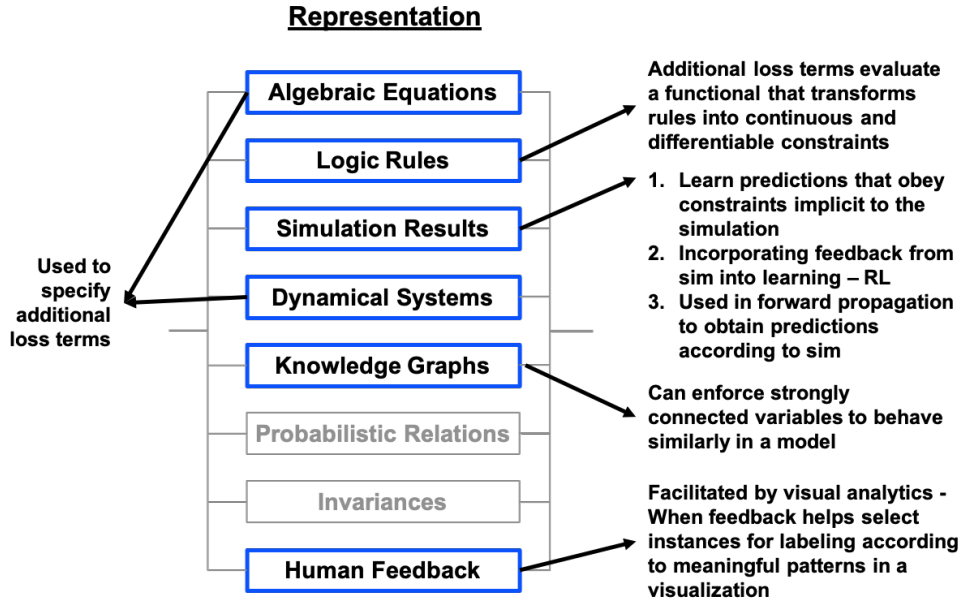 Representation
Algebraic Equations
Logic Rules
Simulation Results
Dynamical Systems
Knowledge Graphs
Probabilistic Relations
Invariances
Human Feedback
Used to
specify
additional
loss terms
Additional loss terms evaluate
a functional that transforms
rules into continuous and
differentiable constraints
1. Learn predictions that obey
constraints implicit to the
simulation
2. Incorporating feedback from
sim into learning – RL
3. Used in forward propagation
to obtain predictions
according to sim
Can enforce strongly
connected variables to behave
similarly in a model
Facilitated by visual analytics -
When feedback helps select
instances for labeling according
to meaningful patterns in a
visualization